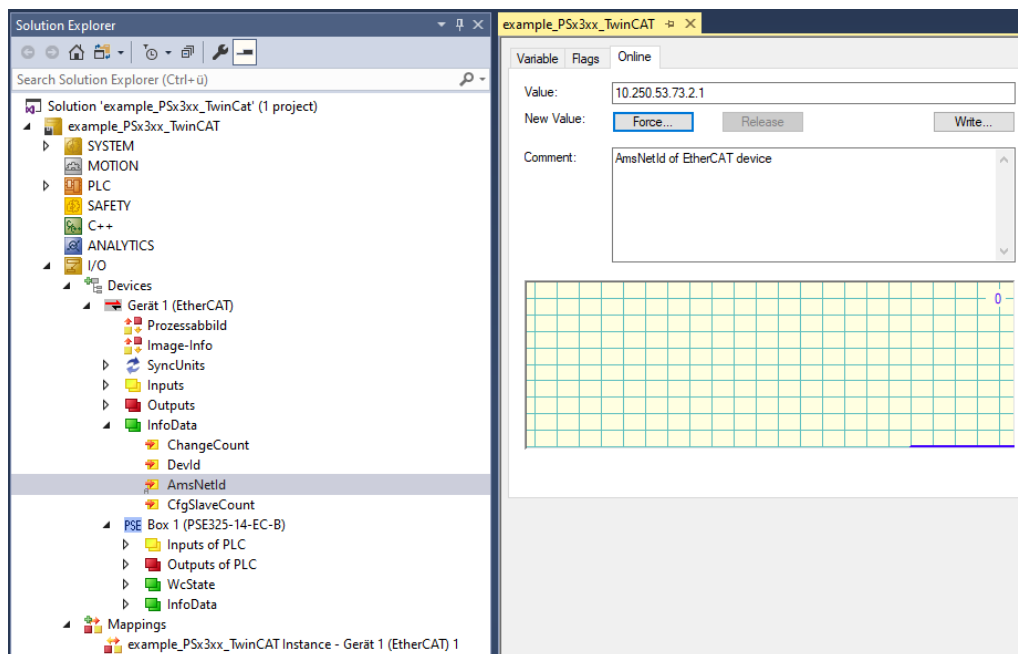 Solution Explorer
Search Solution Explorer (Ctrl+ü)
Solution 'example_PSx3xx_TwinCat' (1 project)
example_PSx3xx_TwinCAT
SYSTEM
MOTION
PLC
SAFETY
C++
ANALYTICS
I/O
Devices
Gerät 1 (EtherCAT)
Prozessabbild
Image-Info
SyncUnits
Inputs
Outputs
InfoData
ChangeCount
DevId
AmsNetId
CfgSlaveCount
PSE Box 1 (PSE325-14-EC-B)
Inputs of PLC
Outputs of PLC
WcState
InfoData
Mappings
example_PSx3xx_TwinCAT Instance - Gerät 1 (EtherCAT) 1
example_PSx3xx_TwinCAT
Variable Flags Online
Value: 10.250.53.73.2.1
New Value: Force... Release Write...
Comment: AmsNetId of EtherCAT device
0